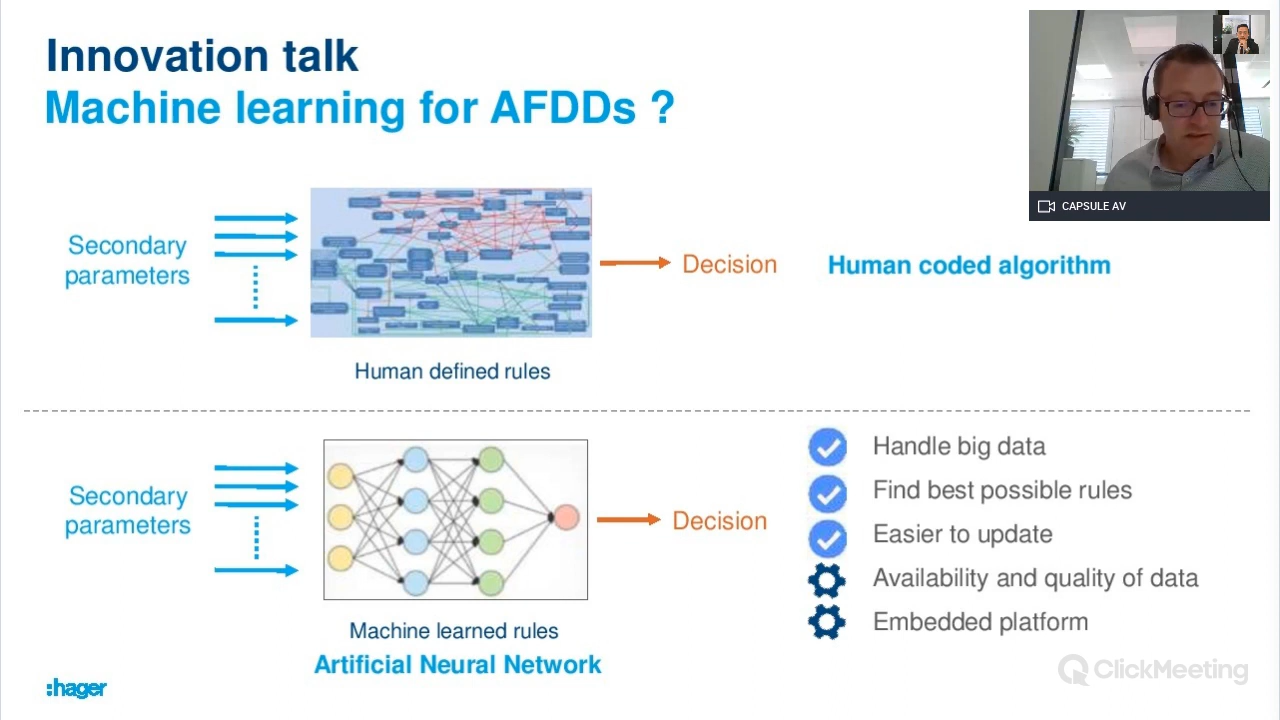 Innovation talk
Machine learning for AFDDs ?
CAPSULE AV
Secondary
parameters
Decision
Human coded algorithm
Human defined rules
Secondary
parameters
Decision
Machine learned rules
Artificial Neural Network
Handle big data
Find best possible rules
Easier to update
Availability and quality of data
Embedded platform
:hager
ClickMeeting